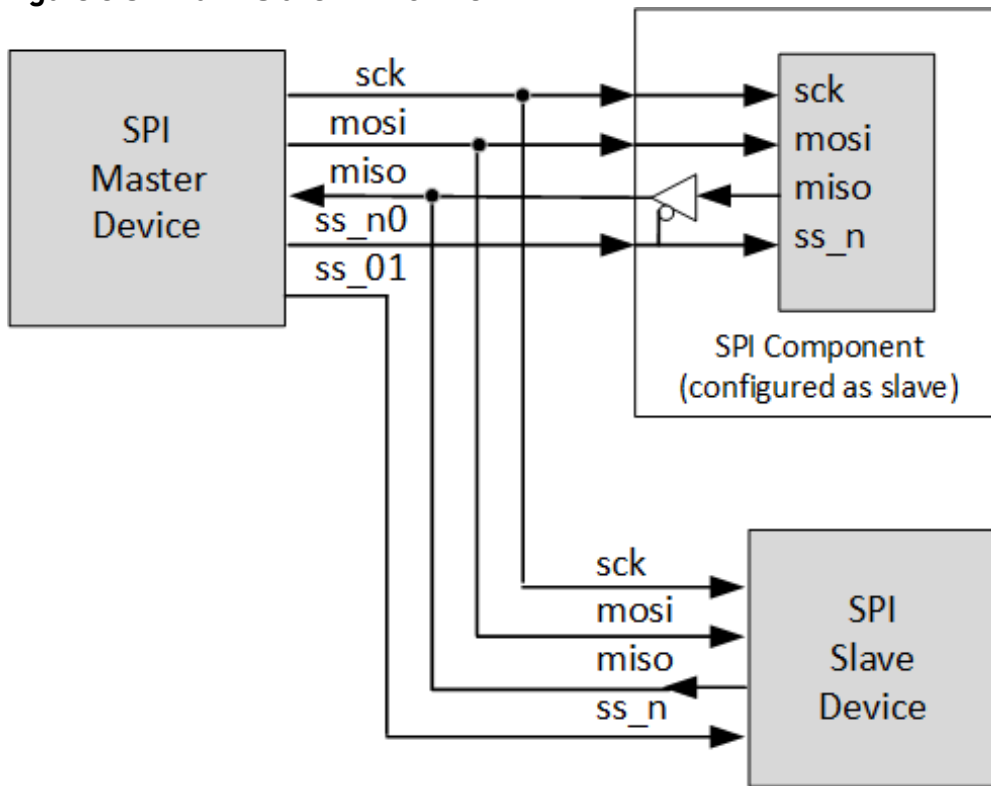 SPI
Master
Device
sck
mosi
miso
ss_n0
ss_01
sck
mosi
miso
ss_n
SPI Component
(configured as slave)
sck
mosi
miso
ss_n
SPI
Slave
Device